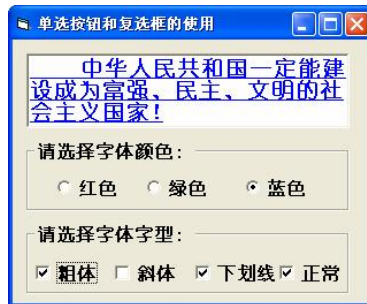 单选按钮和复选框的使用
中华人民共和国一定能建
设成为富强、民主、文明的社
会主义国家!
请选择字体颜色:
红色 绿色 蓝色
请选择字体字型:
粗体 斜体 下划线 正常